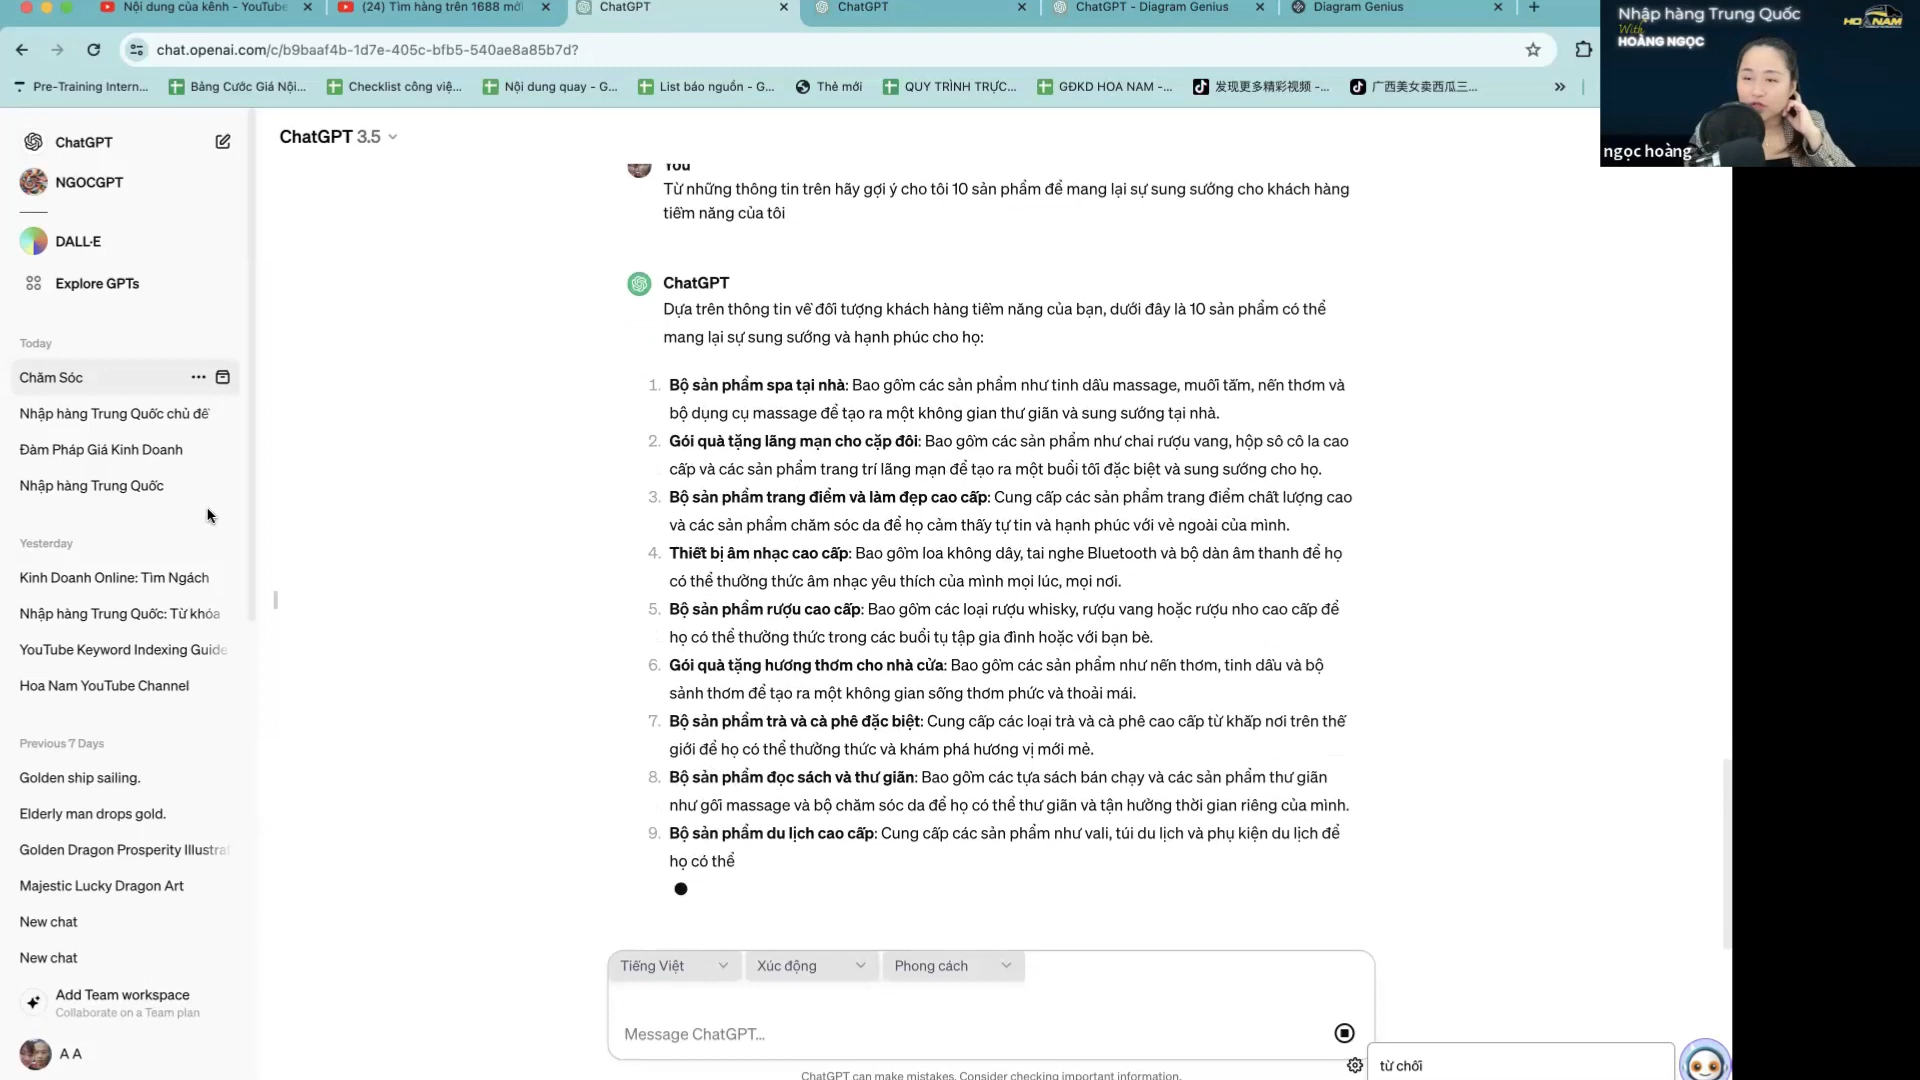 Nội dung của kênh - YouTube
(24) Tìm hàng trên 1688 mới
ChatGPT
ChatGPT
ChatGPT - Diagram Genius
Diagram Genius
chat.openai.com/c/b9baaf4b-1d7e-405c-bfb5-540ae8a85b7d?
Pre-Training Intern...
Bảng Cước Giá Nội...
Checklist công việ...
Nội dung quay - G...
List báo nguồn - G...
Thẻ mới
QUY TRÌNH TRỰC...
GĐKD HOA NAM -...
发现更多精彩视频 -...
广西美女卖西瓜三...
Nhập hàng Trung Quốc
With
HOÀNG NGỌC
HOA NAM
ngọc hoàng
ChatGPT
NGOCGPT
DALL·E
Explore GPTs
Today
Chăm Sóc
Nhập hàng Trung Quốc chủ đề
Đàm Pháp Giá Kinh Doanh
Nhập hàng Trung Quốc
Yesterday
Kinh Doanh Online: Tìm Ngách
Nhập hàng Trung Quốc: Từ khóa
YouTube Keyword Indexing Guide
Hoa Nam YouTube Channel
Previous 7 Days
Golden ship sailing.
Elderly man drops gold.
Golden Dragon Prosperity Illustrat
Majestic Lucky Dragon Art
New chat
New chat
Add Team workspace
Collaborate on a Team plan
A A
ChatGPT 3.5
You
Từ những thông tin trên hãy gợi ý cho tôi 10 sản phẩm để mang lại sự sung sướng cho khách hàng
tiềm năng của tôi
ChatGPT
Dựa trên thông tin về đối tượng khách hàng tiềm năng của bạn, dưới đây là 10 sản phẩm có thể
mang lại sự sung sướng và hạnh phúc cho họ:
1. Bộ sản phẩm spa tại nhà: Bao gồm các sản phẩm như tinh dầu massage, muối tắm, nến thơm và
bộ dụng cụ massage để tạo ra một không gian thư giãn và sung sướng tại nhà.
2. Gói quà tặng lãng mạn cho cặp đôi: Bao gồm các sản phẩm như chai rượu vang, hộp sô cô la cao
cấp và các sản phẩm trang trí lãng mạn để tạo ra một buổi tối đặc biệt và sung sướng cho họ.
3. Bộ sản phẩm trang điểm và làm đẹp cao cấp: Cung cấp các sản phẩm trang điểm chất lượng cao
và các sản phẩm chăm sóc da để họ cảm thấy tự tin và hạnh phúc với vẻ ngoài của mình.
4. Thiết bị âm nhạc cao cấp: Bao gồm loa không dây, tai nghe Bluetooth và bộ dàn âm thanh để họ
có thể thưởng thức âm nhạc yêu thích của mình mọi lúc, mọi nơi.
5. Bộ sản phẩm rượu cao cấp: Bao gồm các loại rượu whisky, rượu vang hoặc rượu nho cao cấp để
họ có thể thưởng thức trong các buổi tụ tập gia đình hoặc với bạn bè.
6. Gói quà tặng hương thơm cho nhà cửa: Bao gồm các sản phẩm như nến thơm, tinh dầu và bộ
sảnh thơm để tạo ra một không gian sống thơm phức và thoải mái.
7. Bộ sản phẩm trà và cà phê đặc biệt: Cung cấp các loại trà và cà phê cao cấp từ khắp nơi trên thế
giới để họ có thể thưởng thức và khám phá hương vị mới mẻ.
8. Bộ sản phẩm đọc sách và thư giãn: Bao gồm các tựa sách bán chạy và các sản phẩm thư giãn
như gối massage và bộ chăm sóc da để họ có thể thư giãn và tận hưởng thời gian riêng của mình.
9. Bộ sản phẩm du lịch cao cấp: Cung cấp các sản phẩm như vali, túi du lịch và phụ kiện du lịch để
họ có thể
Tiếng Việt
Xúc động
Phong cách
Message ChatGPT...
từ chối
ChatGPT can make mistakes. Consider checking important information.